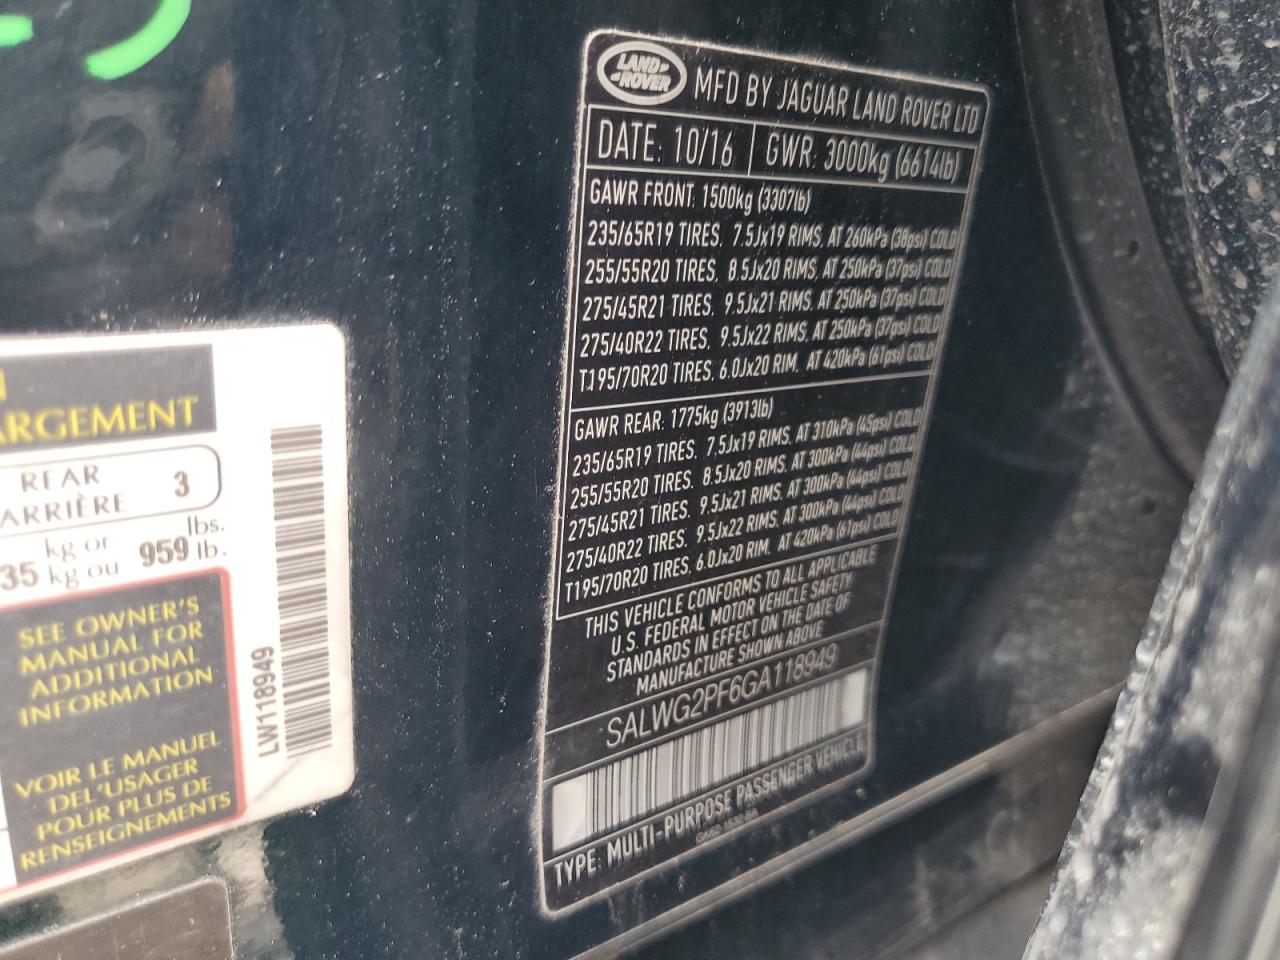 LAND ROVER
MFD BY JAGUAR LAND ROVER LTD
DATE: 10/16 GWR: 3000kg (6614lb)
GAWR FRONT: 1500kg (3307lb)
235/65R19 TIRES, 7.5Jx19 RIMS, AT 260kPa (38psi) COLD
255/55R20 TIRES, 8.5Jx20 RIMS, AT 250kPa (37psi) COLD
275/45R21 TIRES, 9.5Jx21 RIMS, AT 250kPa (37psi) COLD
275/40R22 TIRES, 9.5Jx22 RIMS, AT 250kPa (37psi) COLD
T195/70R20 TIRES, 6.0Jx20 RIM, AT 420kPa (61psi) COLD
GAWR REAR: 1775kg (3913lb)
235/65R19 TIRES, 7.5Jx19 RIMS, AT 310kPa (45psi) COLD
255/55R20 TIRES, 8.5Jx20 RIMS, AT 300kPa (44psi) COLD
275/45R21 TIRES, 9.5Jx21 RIMS, AT 300kPa (44psi) COLD
275/40R22 TIRES, 9.5Jx22 RIMS, AT 300kPa (44psi) COLD
T195/70R20 TIRES, 6.0Jx20 RIM, AT 420kPa (61psi) COLD
THIS VEHICLE CONFORMS TO ALL APPLICABLE
U.S. FEDERAL MOTOR VEHICLE SAFETY
STANDARDS IN EFFECT ON THE DATE OF
MANUFACTURE SHOWN ABOVE
SALWG2PF6GA118949
TYPE: MULTI-PURPOSE PASSENGER VEHICLE
ARGEMENT
REAR 3
ARRIÈRE
kg or 959 lbs.
35 kg ou lb.
SEE OWNER'S
MANUAL FOR
ADDITIONAL
INFORMATION
VOIR LE MANUEL
DE L'USAGER
POUR PLUS DE
RENSEIGNEMENTS
LW118949